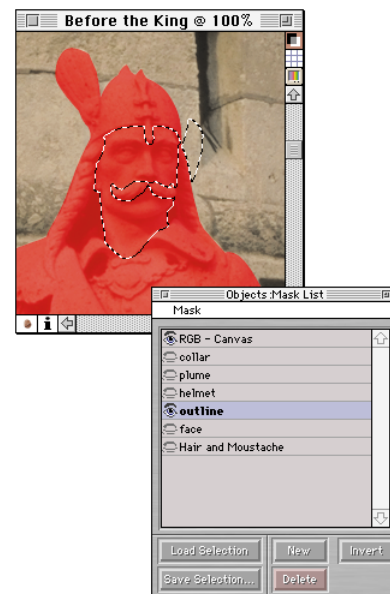 Before the King @ 100%
i
Objects:Mask List
Mask
RGB - Canvas
collar
plume
helmet
outline
face
Hair and Moustache
Load Selection New Invert
Save Selection... Delete